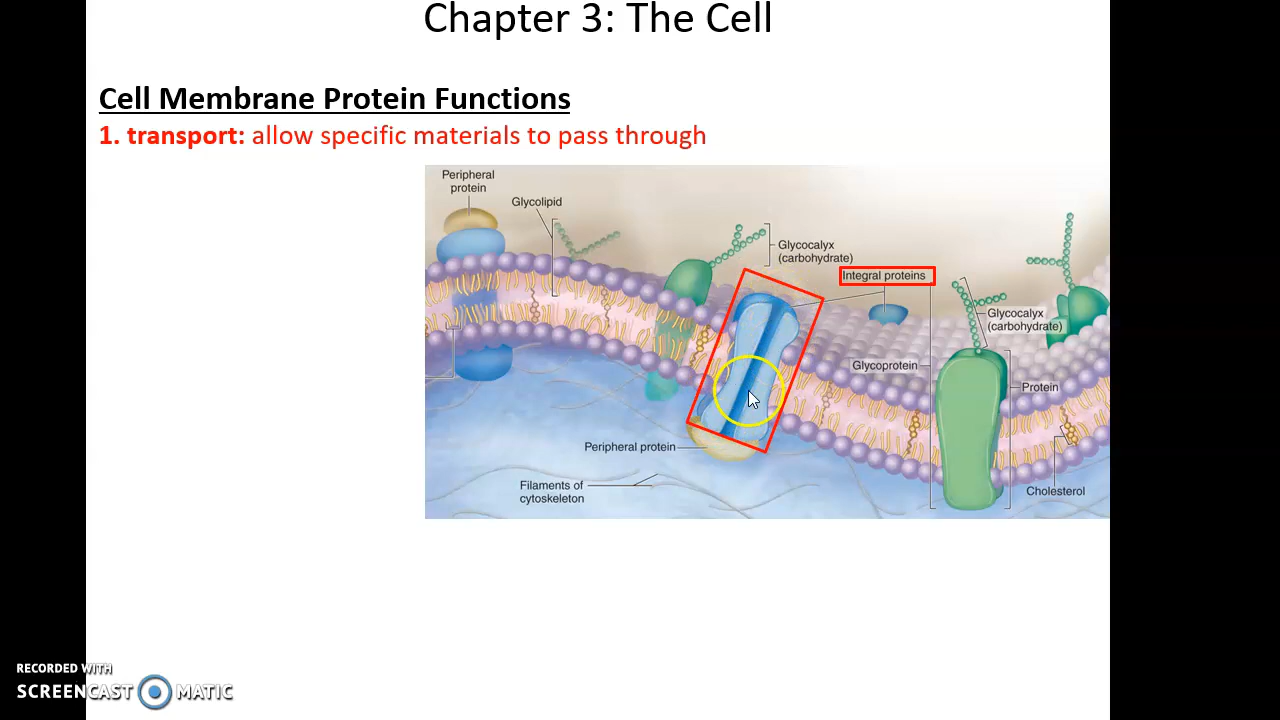 Chapter 3: The Cell
Cell Membrane Protein Functions
1. transport: allow specific materials to pass through
Peripheral
protein
Glycolipid
Glycocalyx
(carbohydrate)
Integral proteins
Glycocalyx
(carbohydrate)
Glycoprotein
Protein
Peripheral protein
Filaments of
cytoskeleton
Cholesterol
RECORDED WITH
SCREENCAST MATIC